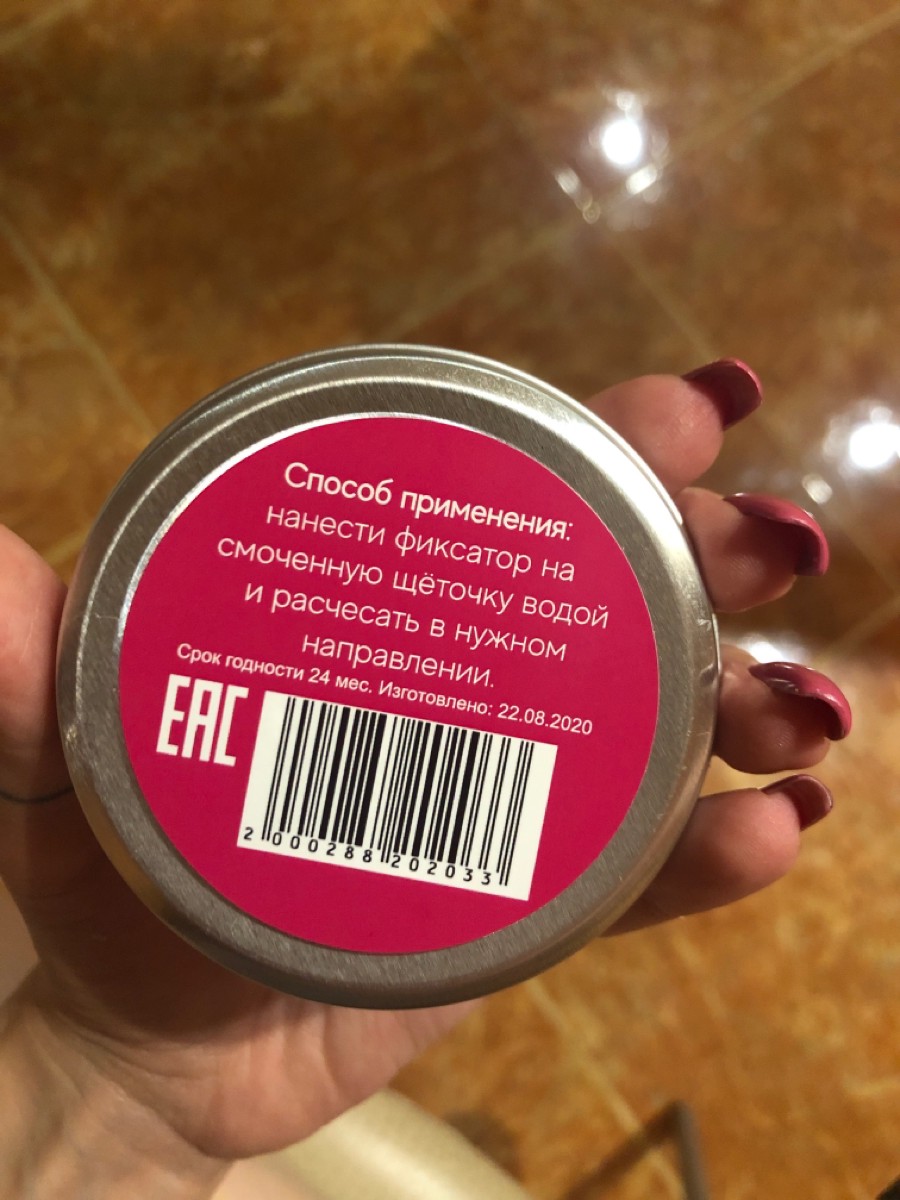 Способ применения:
нанести фиксатор на
смоченную щёточку водой
и расчесать в нужном
направлении.
Срок годности 24 мес. Изготовлено: 22.08.2020
EAC
2000288202033